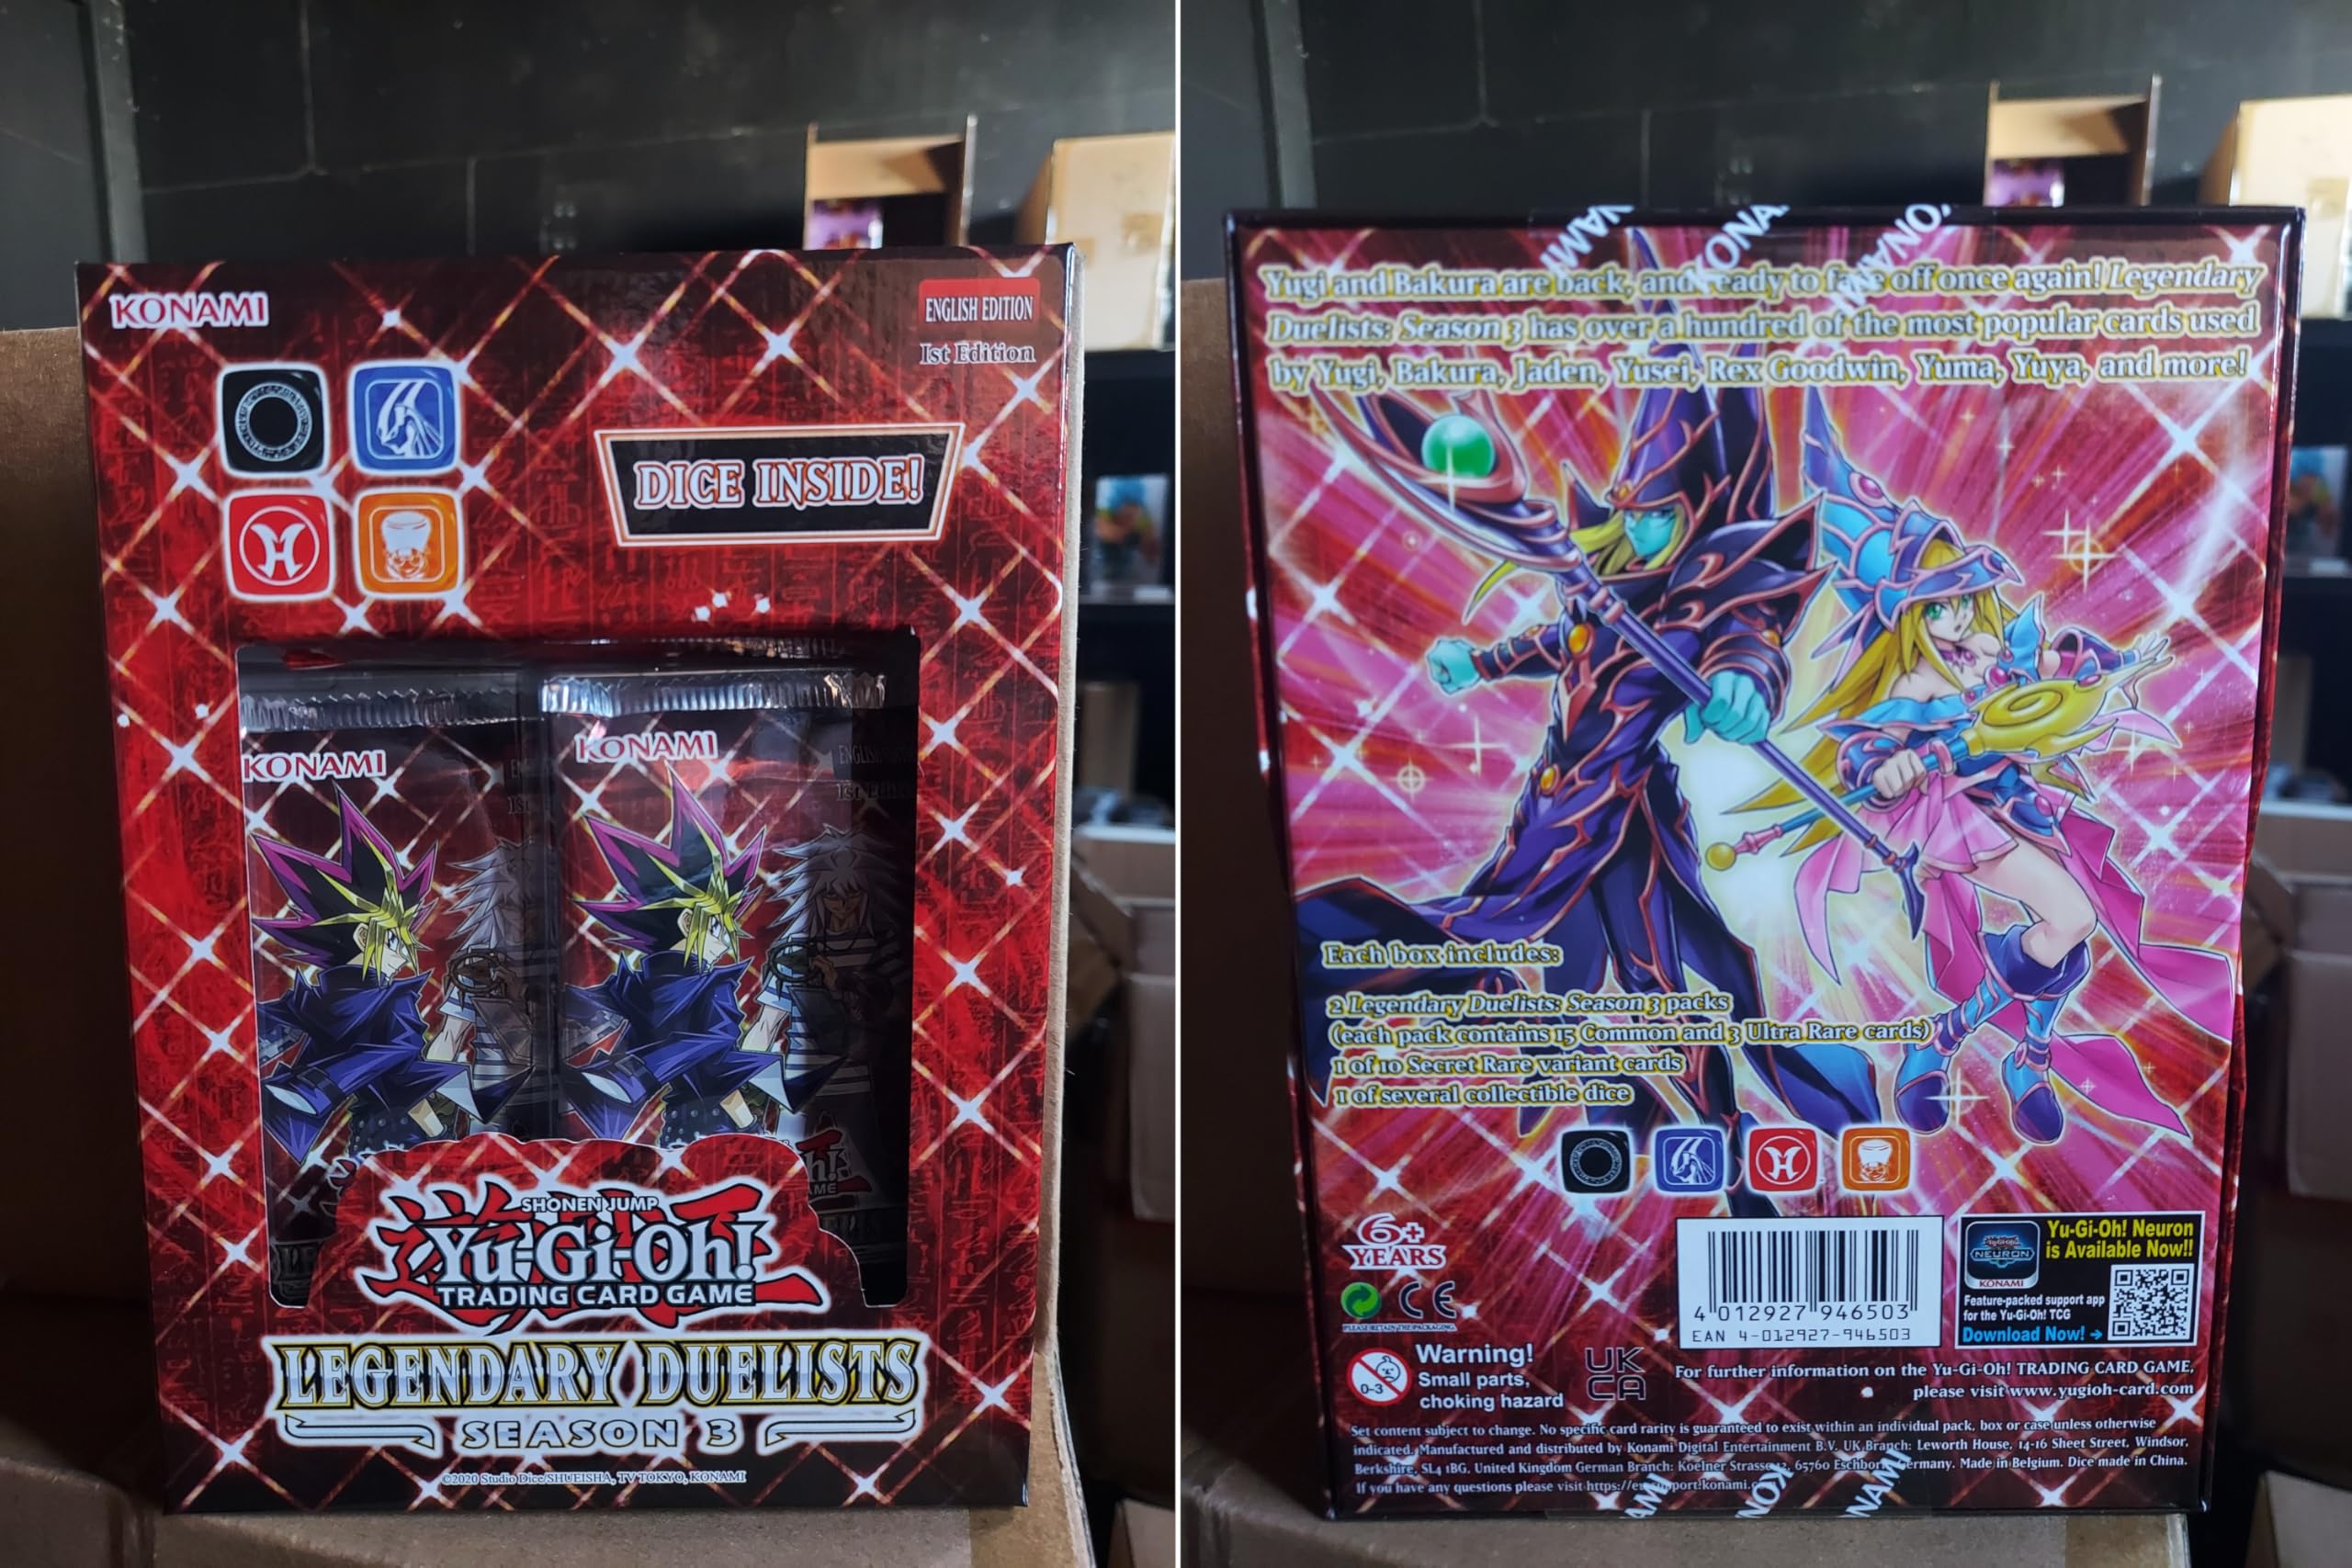 KONAMI
ENGLISH EDITION
1st Edition
DICE INSIDE!
KONAMI
KONAMI
ENGLISH
1st
SHONEN JUMP
Yu-Gi-Oh!
TRADING CARD GAME
LEGENDARY DUELISTS
SEASON 3
©2020 Studio Dice/SHUEISHA, TV TOKYO, KONAMI
Yugi and Bakura are back, and ready to face off once again! Legendary
Duelists: Season 3 has over a hundred of the most popular cards used
by Yugi, Bakura, Jaden, Yusei, Rex Goodwin, Yuma, Yuya, and more!
Each box includes:
2 Legendary Duelists: Season 3 packs
(each pack contains 15 Common and 3 Ultra Rare cards)
1 of 10 Secret Rare variant cards
1 of several collectible dice
6+
YEARS
CE
PLEASE RETAIN THE PACKAGING.
4 012927 946503
EAN 4-012927-946503
Yu-Gi-Oh! Neuron
is Available Now!!
NEURON
KONAMI
Feature-packed support app
for the Yu-Gi-Oh! TCG
Download Now!
0-3
Warning!
Small parts,
choking hazard
UK
CA
For further information on the Yu-Gi-Oh! TRADING CARD GAME,
please visit www.yugioh-card.com
Set content subject to change. No specific card rarity is guaranteed to exist within an individual pack, box or case unless otherwise
indicated. Manufactured and distributed by Konami Digital Entertainment B.V. UK Branch: Leworth House, 14-16 Sheet Street, Windsor,
Berkshire, SL4 1BG, United Kingdom German Branch: Koelner Strasse 12, 65760 Eschborn, Germany. Made in Belgium. Dice made in China.
If you have any questions please visit